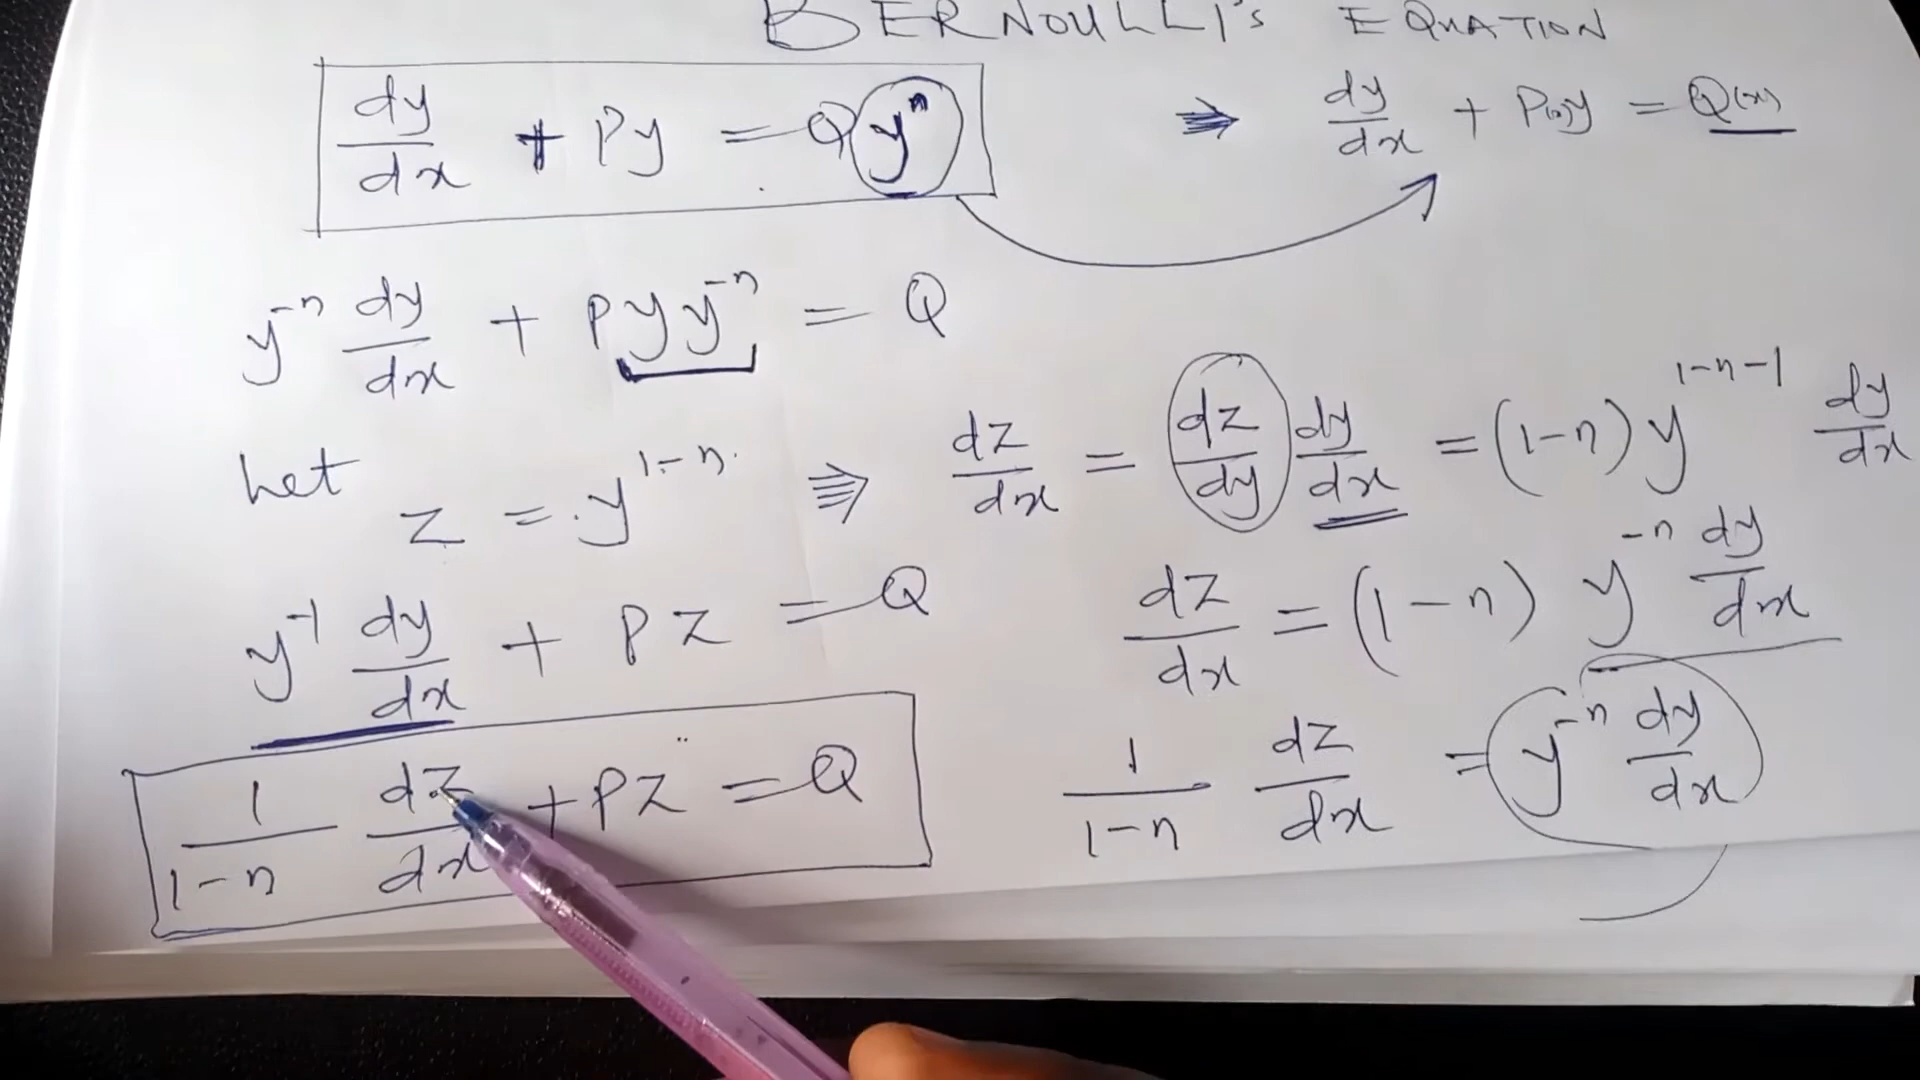 BERNOULLI's EQUATION
dy/dx + Py = Q yⁿ ⇒ dy/dx + P(x)y = Q(x)
y⁻ⁿ dy/dx + P y y⁻ⁿ = Q
Let z = y¹⁻ⁿ ⇒ dz/dx = dz/dy dy/dx = (1-n) y¹⁻ⁿ⁻¹ dy/dx
y⁻¹ dy/dx + Pz = Q
dz/dx = (1-n) y⁻ⁿ dy/dx
1/(1-n) dz/dx + Pz = Q
1/(1-n) dz/dx = y⁻ⁿ dy/dx